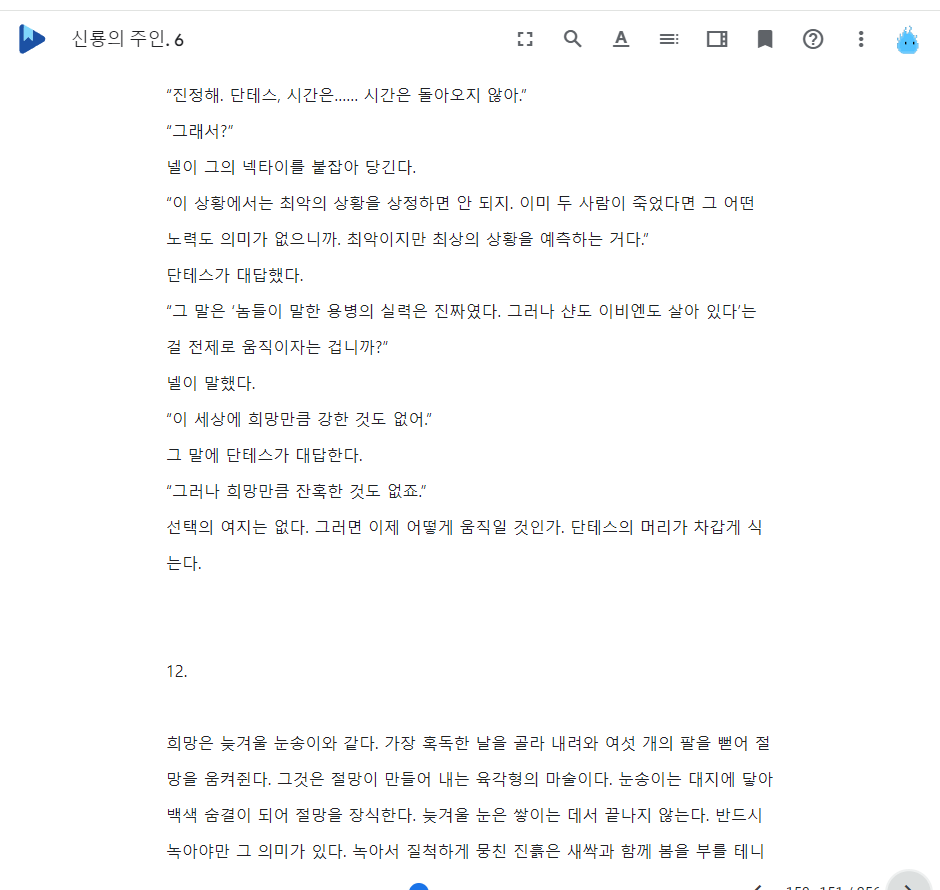 신룡의 주인. 6
“진정해. 단테스, 시간은…… 시간은 돌아오지 않아.”
“그래서?”
넬이 그의 넥타이를 붙잡아 당긴다.
“이 상황에서는 최악의 상황을 상정하면 안 되지. 이미 두 사람이 죽었다면 그 어떤
노력도 의미가 없으니까. 최악이지만 최상의 상황을 예측하는 거다.”
단테스가 대답했다.
“그 말은 ‘놈들이 말한 용병의 실력은 진짜였다. 그러나 샨도 이비엔도 살아 있다’는
걸 전제로 움직이자는 겁니까?”
넬이 말했다.
“이 세상에 희망만큼 강한 것도 없어.”
그 말에 단테스가 대답한다.
“그러나 희망만큼 잔혹한 것도 없죠.”
선택의 여지는 없다. 그러면 이제 어떻게 움직일 것인가. 단테스의 머리가 차갑게 식
는다.
12.
희망은 늦겨울 눈송이와 같다. 가장 혹독한 날을 골라 내려와 여섯 개의 팔을 뻗어 절
망을 움켜쥔다. 그것은 절망이 만들어 내는 육각형의 마술이다. 눈송이는 대지에 닿아
백색 숨결이 되어 절망을 장식한다. 늦겨울 눈은 쌓이는 데서 끝나지 않는다. 반드시
녹아야만 그 의미가 있다. 녹아서 질척하게 뭉친 진흙은 새싹과 함께 봄을 부를 테니